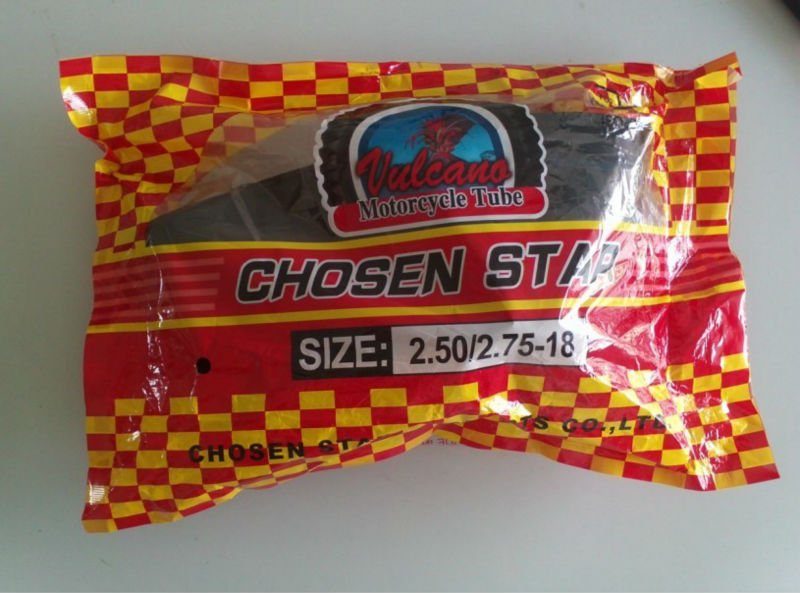 Vulcano
Motorcycle Tube
CHOSEN STAR
SIZE: 2.50/2.75-18
CHOSEN CO.,LTD